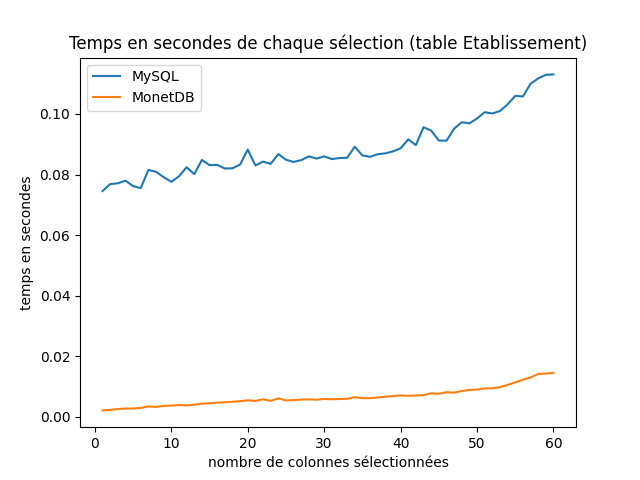 Temps en secondes de chaque sélection (table Etablissement)
MySQL
MonetDB
temps en secondes
0.10
0.08
0.06
0.04
0.02
0.00
0 10 20 30 40 50 60
nombre de colonnes sélectionnées